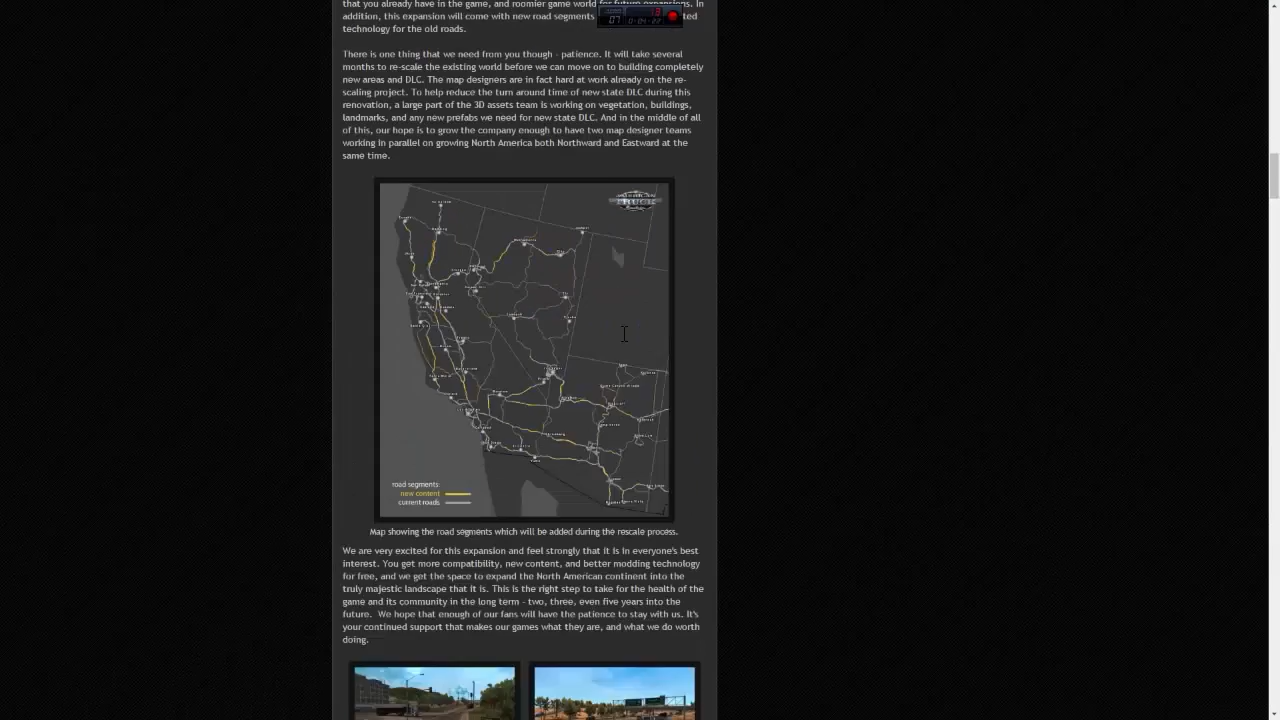 that you already have in the game, and roomier game world for future expansions. In
addition, this expansion will come with new road segments
technology for the old roads.
There is one thing that we need from you though - patience. It will take several
months to re-scale the existing world before we can move on to building completely
new areas and DLC. The map designers are in fact hard at work already on the re-
scaling project. To help reduce the turn around time of new state DLC during this
renovation, a large part of the 3D assets team is working on vegetation, buildings,
landmarks, and any new prefabs we need for new state DLC. And in the middle of all
of this, our hope is to grow the company enough to have two map designer teams
working in parallel on growing North America both Northward and Eastward at the
same time.
road segments:
new content
current roads
Map showing the road segments which will be added during the rescale process.
We are very excited for this expansion and feel strongly that it is in everyone's best
interest. You get more compatibility, new content, and better modding technology
for free, and we get the space to expand the North American continent into the
truly majestic landscape that it is. This is the right step to take for the health of the
game and its community in the long term - two, three, even five years into the
future. We hope that enough of our fans will have the patience to stay with us. It's
your continued support that makes our games what they are, and what we do worth
doing.